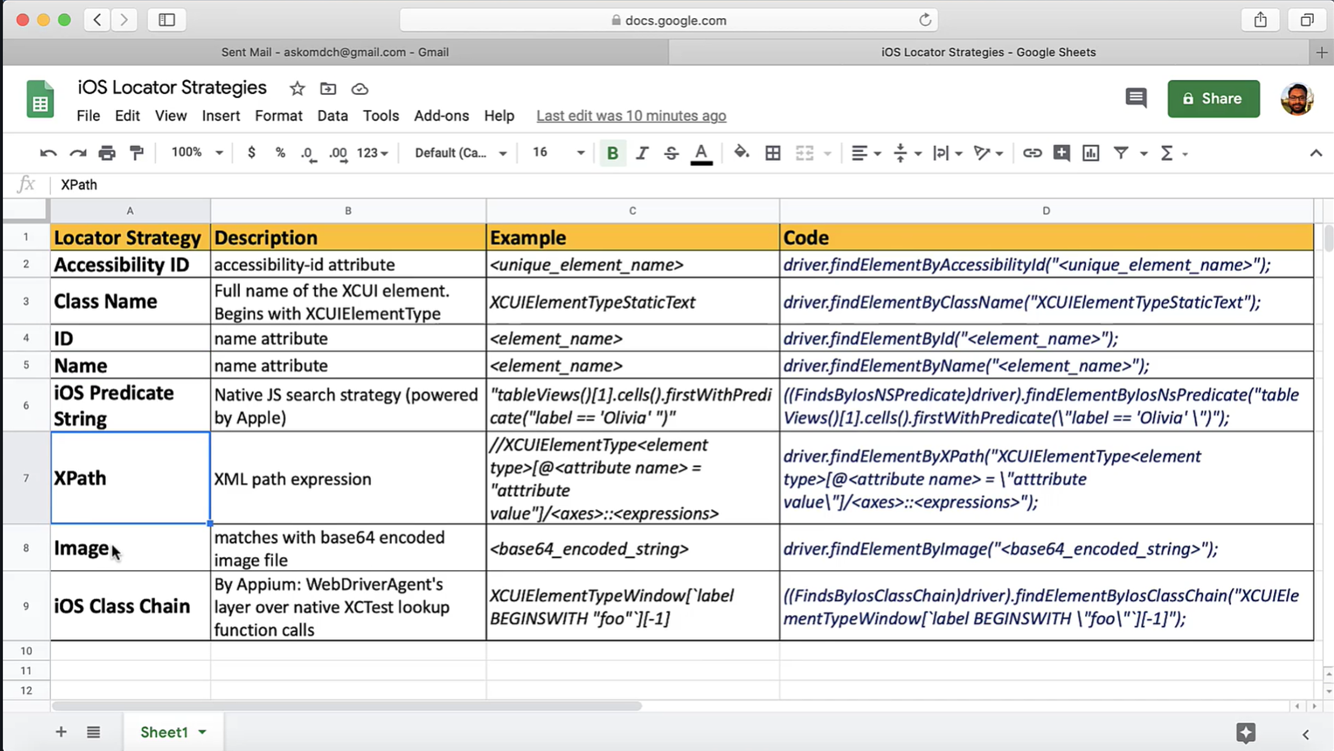 docs.google.com
Sent Mail - askomdch@gmail.com - Gmail
iOS Locator Strategies - Google Sheets
iOS Locator Strategies
File Edit View Insert Format Data Tools Add-ons Help Last edit was 10 minutes ago
Share
100% $ % .0 .00 123 Default (Ca... 16 B I S A Σ
fx XPath
A B C D
1 Locator Strategy Description Example Code
2 Accessibility ID accessibility-id attribute <unique_element_name> driver.findElementByAccessibilityId("<unique_element_name>");
3 Class Name
Full name of the XCUI element.
Begins with XCUIElementType
XCUIElementTypeStaticText
driver.findElementByClassName("XCUIElementTypeStaticText");
4 ID name attribute <element_name> driver.findElementById("<element_name>");
5 Name name attribute <element_name> driver.findElementByName("<element_name>");
6 iOS Predicate
String
Native JS search strategy (powered
by Apple)
"tableViews()[1].cells().firstWithPredi
cate("label == 'Olivia' ")"
((FindsByIosNSPredicate)driver).findElementByIosNsPredicate("table
Views()[1].cells().firstWithPredicate(\"label == 'Olivia' \")");
7 XPath
XML path expression
//XCUIElementType<element
type>[@<attribute name> =
"atttribute
value"]/<axes>::<expressions>
driver.findElementByXPath("XCUIElementType<element
type>[@<attribute name> = \"atttribute
value\"]/<axes>::<expressions>");
8 Image
matches with base64 encoded
image file
<base64_encoded_string>
driver.findElementByImage("<base64_encoded_string>");
9 iOS Class Chain
By Appium: WebDriverAgent's
layer over native XCTest lookup
function calls
XCUIElementTypeWindow[`label
BEGINSWITH "foo"`][-1]
((FindsByIosClassChain)driver).findElementByIosClassChain("XCUIEle
mentTypeWindow[`label BEGINSWITH \"foo\"`][-1]");
10
11
12
Sheet1